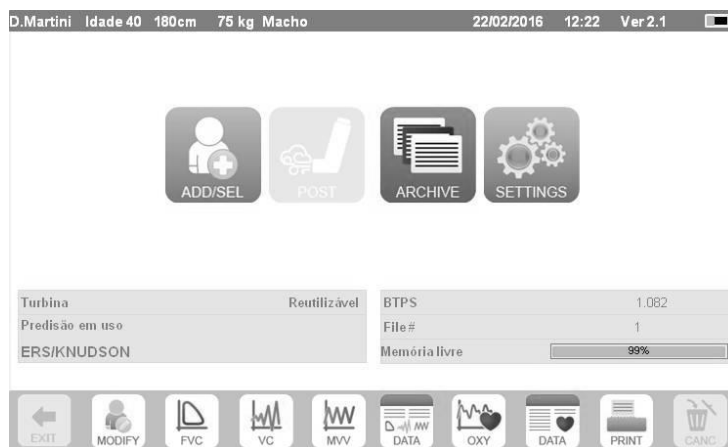 D.Martini Idade 40 180cm 75 kg Macho 22/02/2016 12:22 Ver 2.1
ADD/SEL POST ARCHIVE SETTINGS
Turbina Reutilizável
Predisão em uso
ERS/KNUDSON
BTPS 1.082
File# 1
Memória livre 99%
EXIT MODIFY FVC VC MVV DATA OXY DATA PRINT CANC